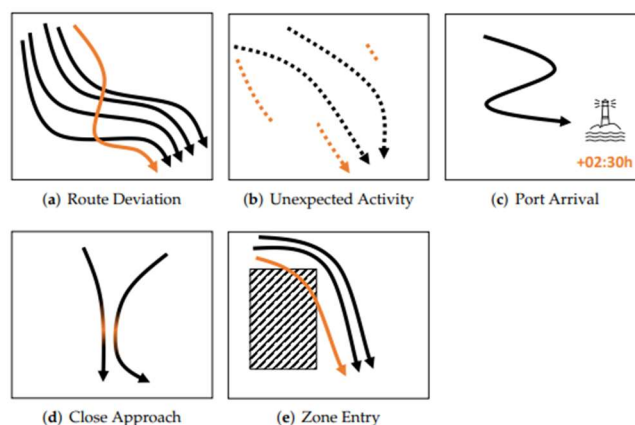 (a) Route Deviation
(b) Unexpected Activity
+02:30h
(c) Port Arrival
(d) Close Approach
(e) Zone Entry